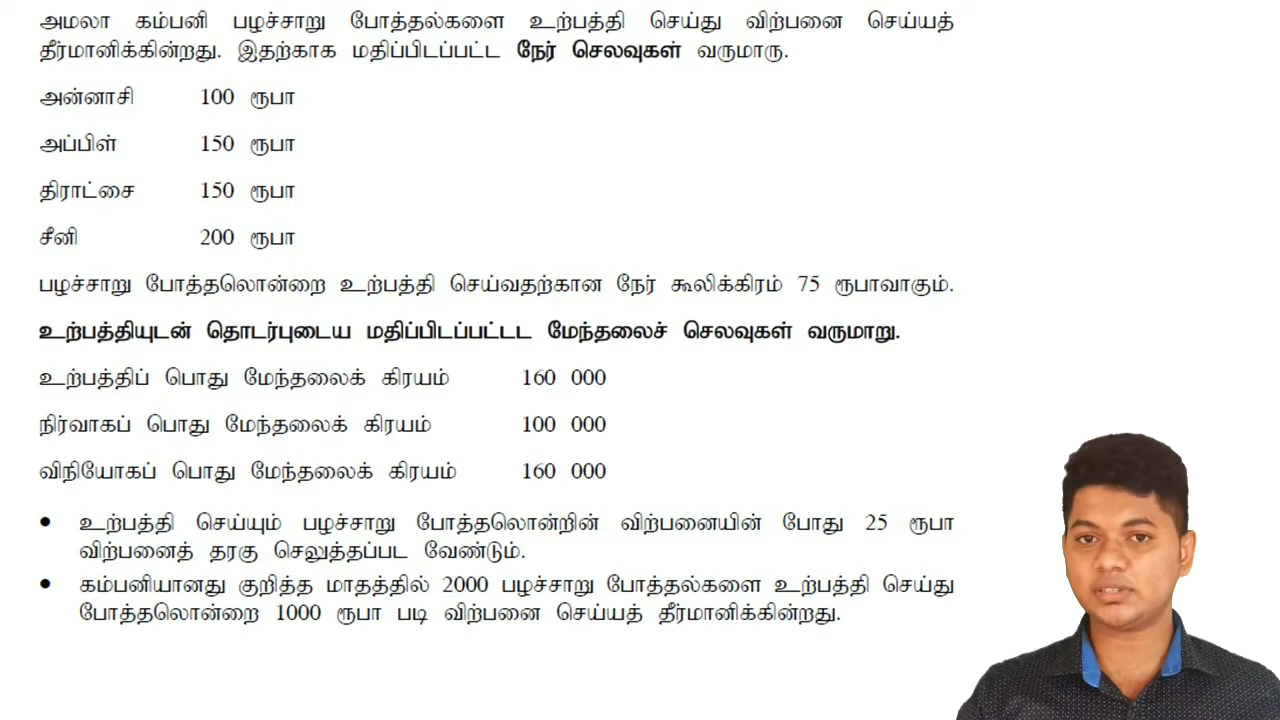 அமலா கம்பனி பழச்சாறு போத்தல்களை உற்பத்தி செய்து விற்பனை செய்யத்
தீர்மானிக்கின்றது. இதற்காக மதிப்பிடப்பட்ட நேர் செலவுகள் வருமாரு.
அன்னாசி 100 ரூபா
அப்பிள் 150 ரூபா
திராட்சை 150 ரூபா
சீனி 200 ரூபா
பழச்சாறு போத்தலொன்றை உற்பத்தி செய்வதற்கான நேர் கூலிக்கிரம் 75 ரூபாவாகும்.
உற்பத்தியுடன் தொடர்புடைய மதிப்பிடப்பட்டட மேந்தலைச் செலவுகள் வருமாறு.
உற்பத்திப் பொது மேந்தலைக் கிரயம் 160 000
நிர்வாகப் பொது மேந்தலைக் கிரயம் 100 000
விநியோகப் பொது மேந்தலைக் கிரயம் 160 000
• உற்பத்தி செய்யும் பழச்சாறு போத்தலொன்றின் விற்பனையின் போது 25 ரூபா
விற்பனைத் தரகு செலுத்தப்பட வேண்டும்.
• கம்பனியானது குறித்த மாதத்தில் 2000 பழச்சாறு போத்தல்களை உற்பத்தி செய்து
போத்தலொன்றை 1000 ரூபா படி விற்பனை செய்யத் தீர்மானிக்கின்றது.